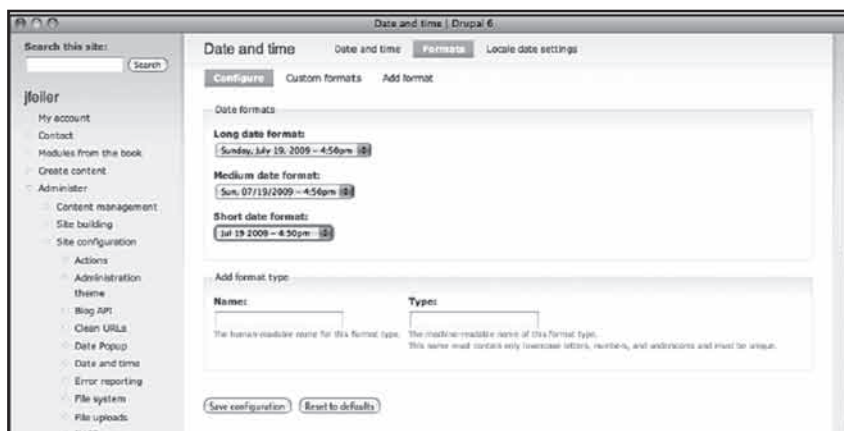 Date and time | Drupal 6
Search this site:
Search
jfoiler
My account
Contact
Modules from the book
Create content
Administer
Content management
Site building
Site configuration
Actions
Administration
theme
Blog API
Clean URLs
Date Popup
Date and time
Error reporting
File system
File uploads
Date and time
Date and time
Formats
Locale date settings
Configure
Custom formats
Add format
Date formats
Long date format:
Sunday, July 19, 2009 – 4:56pm
Medium date format:
Sun, 07/19/2009 – 4:56pm
Short date format:
Jul 19 2009 – 4:50pm
Add format type
Name:
The human-readable name for this format type.
Type:
The machine-readable name of this format type.
This name must contain only lowercase letters, numbers, and underscores and must be unique.
Save configuration
Reset to defaults